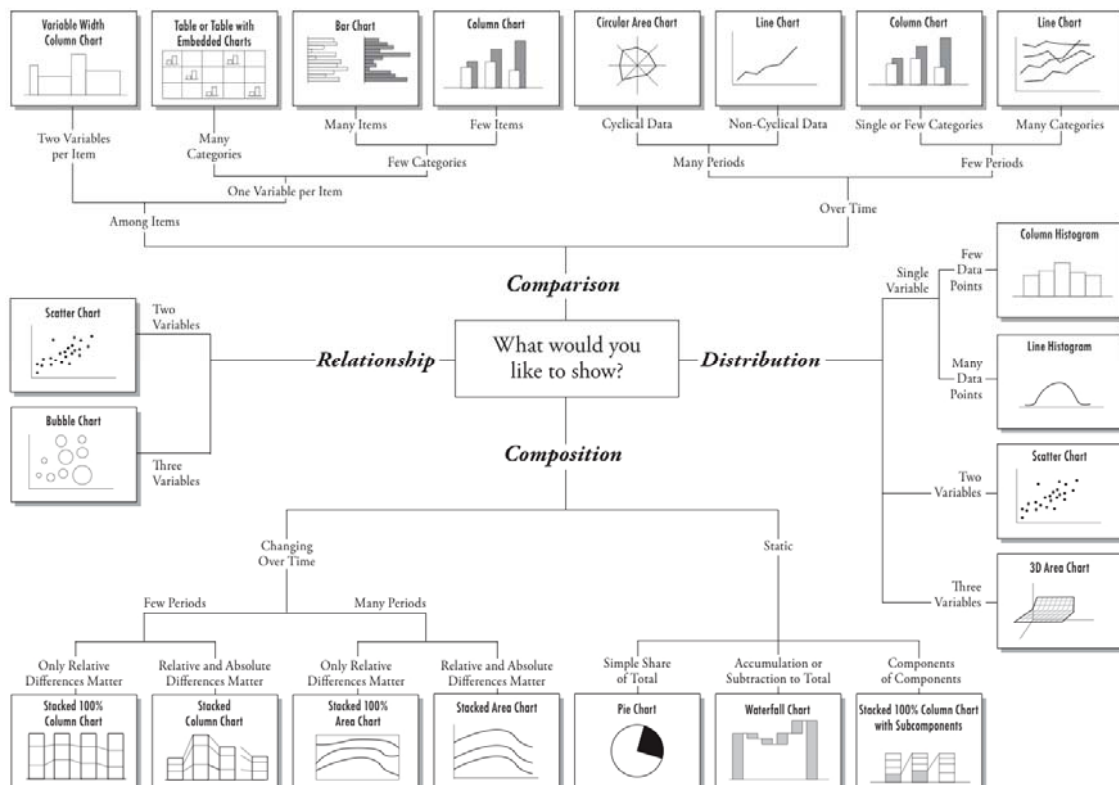 Variable Width
Column Chart
Table or Table with
Embedded Charts
Bar Chart
Column Chart
Circular Area Chart
Line Chart
Column Chart
Line Chart
Two Variables
per Item
Many
Categories
Many Items
Few Items
Cyclical Data
Non-Cyclical Data
Single or Few Categories
Many Categories
Few Categories
Many Periods
Few Periods
One Variable per Item
Among Items
Over Time
Comparison
What would you
like to show?
Relationship
Two
Variables
Scatter Chart
Three
Variables
Bubble Chart
Distribution
Single
Variable
Few
Data
Points
Column Histogram
Many
Data
Points
Line Histogram
Two
Variables
Scatter Chart
Three
Variables
3D Area Chart
Composition
Changing
Over Time
Static
Few Periods
Many Periods
Only Relative
Differences Matter
Relative and Absolute
Differences Matter
Only Relative
Differences Matter
Relative and Absolute
Differences Matter
Simple Share
of Total
Accumulation or
Subtraction to Total
Components
of Components
Stacked 100%
Column Chart
Stacked
Column Chart
Stacked 100%
Area Chart
Stacked Area Chart
Pie Chart
Waterfall Chart
Stacked 100% Column Chart
with Subcomponents